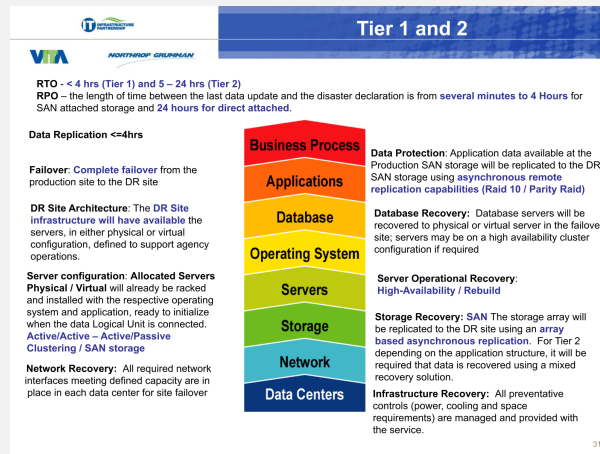 IT INFRASTRUCTURE
PARTNERSHIP
VITA
NORTHROP GRUMMAN
Tier 1 and 2
RTO - < 4 hrs (Tier 1) and 5 – 24 hrs (Tier 2)
RPO – the length of time between the last data update and the disaster declaration is from several minutes to 4 Hours for
SAN attached storage and 24 hours for direct attached.
Data Replication <=4hrs
Failover: Complete failover from the
production site to the DR site
DR Site Architecture: The DR Site
infrastructure will have available the
servers, in either physical or virtual
configuration, defined to support agency
operations.
Server configuration: Allocated Servers
Physical / Virtual will already be racked
and installed with the respective operating
system and application, ready to initialize
when the data Logical Unit is connected.
Active/Active – Active/Passive
Clustering / SAN storage
Network Recovery: All required network
interfaces meeting defined capacity are in
place in each data center for site failover
Business Process
Applications
Database
Operating System
Servers
Storage
Network
Data Centers
Data Protection: Application data available at the
Production SAN storage will be replicated to the DR
SAN storage using asynchronous remote
replication capabilities (Raid 10 / Parity Raid)
Database Recovery: Database servers will be
recovered to physical or virtual server in the failove
site; servers may be on a high availability cluster
configuration if required
Server Operational Recovery:
High-Availability / Rebuild
Storage Recovery: SAN The storage array will
be replicated to the DR site using an array
based asynchronous replication. For Tier 2
depending on the application structure, it will be
required that data is recovered using a mixed
recovery solution.
Infrastructure Recovery: All preventative
controls (power, cooling and space
requirements) are managed and provided with
the service.
31